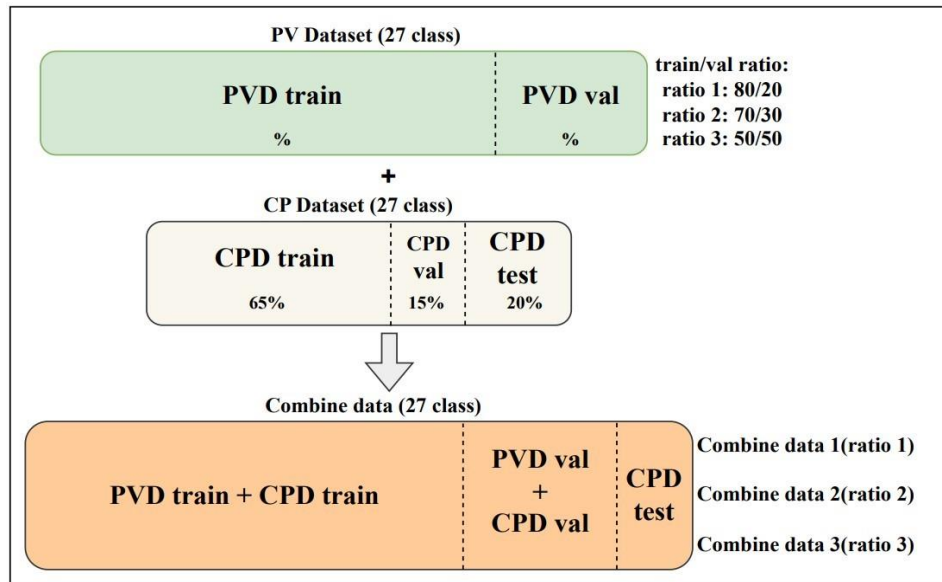 PV Dataset (27 class)
PVD train
%
PVD val
%
train/val ratio:
ratio 1: 80/20
ratio 2: 70/30
ratio 3: 50/50
+
CP Dataset (27 class)
CPD train
65%
CPD
val
15%
CPD
test
20%
Combine data (27 class)
PVD train + CPD train
PVD val
+
CPD val
CPD
test
Combine data 1(ratio 1)
Combine data 2(ratio 2)
Combine data 3(ratio 3)